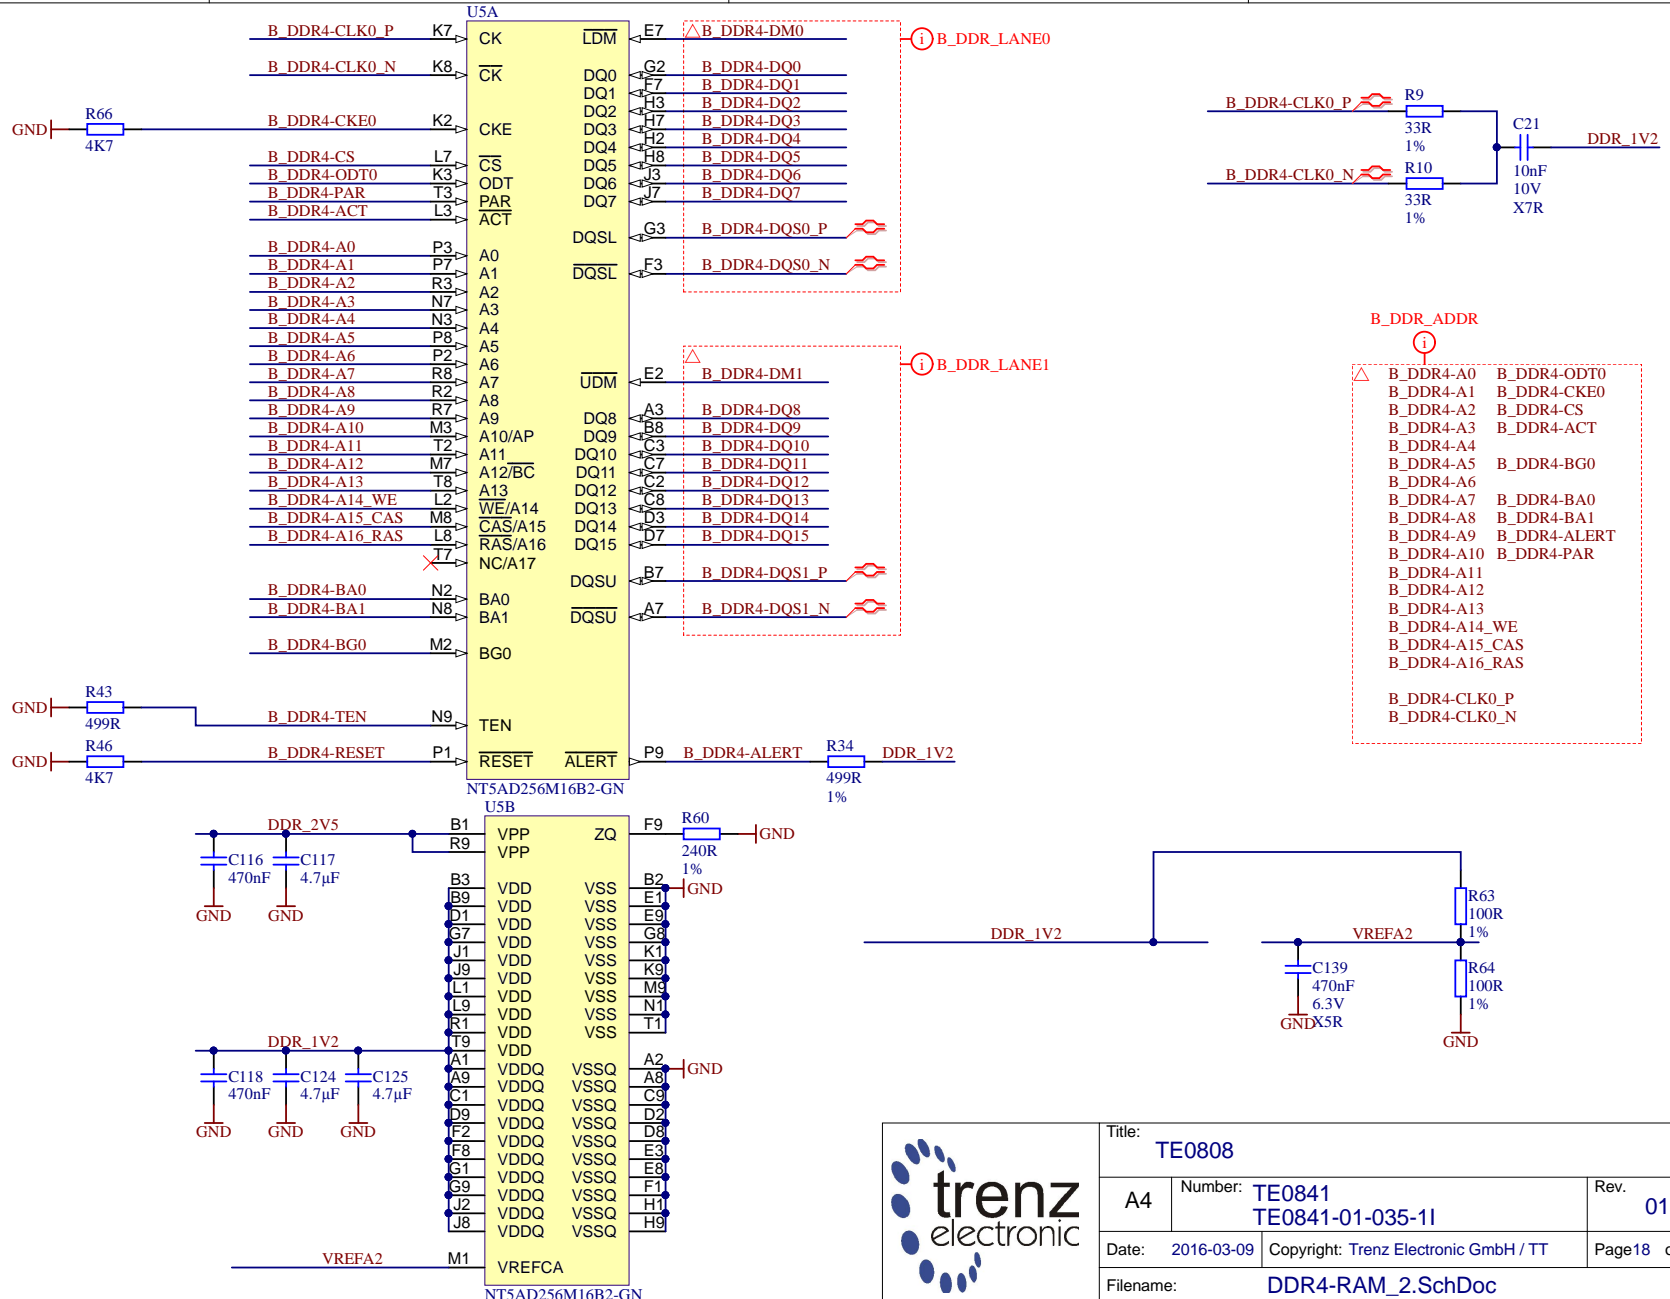 U5A
B_DDR4-CLK0_P K7 CK
B_DDR4-CLK0_N K8 CK
GND R66 4K7 B_DDR4-CKE0 K2 CKE
B_DDR4-CS L7 CS
B_DDR4-ODT0 K3 ODT
B_DDR4-PAR T3 PAR
B_DDR4-ACT L3 ACT
B_DDR4-A0 P3 A0
B_DDR4-A1 P7 A1
B_DDR4-A2 R3 A2
B_DDR4-A3 N7 A3
B_DDR4-A4 N3 A4
B_DDR4-A5 P8 A5
B_DDR4-A6 P2 A6
B_DDR4-A7 R8 A7
B_DDR4-A8 R2 A8
B_DDR4-A9 R7 A9
B_DDR4-A10 M3 A10/AP
B_DDR4-A11 T2 A11
B_DDR4-A12 M7 A12/BC
B_DDR4-A13 T8 A13
B_DDR4-A14_WE L2 WE/A14
B_DDR4-A15_CAS M8 CAS/A15
B_DDR4-A16_RAS L8 RAS/A16
T7 NC/A17
B_DDR4-BA0 N2 BA0
B_DDR4-BA1 N8 BA1
B_DDR4-BG0 M2 BG0
GND R43 499R B_DDR4-TEN N9 TEN
GND R46 4K7 B_DDR4-RESET P1 RESET
LDM E7 B_DDR4-DM0
B_DDR_LANE0
DQ0 G2 B_DDR4-DQ0
DQ1 F7 B_DDR4-DQ1
DQ2 H3 B_DDR4-DQ2
DQ3 H7 B_DDR4-DQ3
DQ4 H2 B_DDR4-DQ4
DQ5 H8 B_DDR4-DQ5
DQ6 J3 B_DDR4-DQ6
DQ7 J7 B_DDR4-DQ7
DQSL G3 B_DDR4-DQS0_P
DQSL F3 B_DDR4-DQS0_N
B_DDR_LANE1
UDM E2 B_DDR4-DM1
DQ8 A3 B_DDR4-DQ8
DQ9 B8 B_DDR4-DQ9
DQ10 C3 B_DDR4-DQ10
DQ11 C7 B_DDR4-DQ11
DQ12 C2 B_DDR4-DQ12
DQ13 C8 B_DDR4-DQ13
DQ14 D3 B_DDR4-DQ14
DQ15 D7 B_DDR4-DQ15
DQSU B7 B_DDR4-DQS1_P
DQSU A7 B_DDR4-DQS1_N
ALERT P9 B_DDR4-ALERT R34 499R 1% DDR_1V2
NT5AD256M16B2-GN
B_DDR4-CLK0_P R9 33R 1%
B_DDR4-CLK0_N R10 33R 1%
C21 10nF 10V X7R DDR_1V2
B_DDR_ADDR
i
B_DDR4-A0 B_DDR4-ODT0
B_DDR4-A1 B_DDR4-CKE0
B_DDR4-A2 B_DDR4-CS
B_DDR4-A3 B_DDR4-ACT
B_DDR4-A4
B_DDR4-A5 B_DDR4-BG0
B_DDR4-A6
B_DDR4-A7 B_DDR4-BA0
B_DDR4-A8 B_DDR4-BA1
B_DDR4-A9 B_DDR4-ALERT
B_DDR4-A10 B_DDR4-PAR
B_DDR4-A11
B_DDR4-A12
B_DDR4-A13
B_DDR4-A14_WE
B_DDR4-A15_CAS
B_DDR4-A16_RAS
B_DDR4-CLK0_P
B_DDR4-CLK0_N
U5B
DDR_2V5 B1 VPP
R9 VPP
C116 470nF GND
C117 4.7µF GND
B3 VDD
B9 VDD
D1 VDD
G7 VDD
J1 VDD
J9 VDD
L1 VDD
L9 VDD
R1 VDD
DDR_1V2 T9 VDD
C118 470nF GND
C124 4.7µF GND
C125 4.7µF GND
A1 VDDQ
A9 VDDQ
C1 VDDQ
D9 VDDQ
F2 VDDQ
F8 VDDQ
G1 VDDQ
G9 VDDQ
J2 VDDQ
J8 VDDQ
VREFA2 M1 VREFCA
ZQ F9 R60 240R 1% GND
VSS B2 GND
VSS E1
VSS E9
VSS G8
VSS K1
VSS K9
VSS M9
VSS N1
VSS T1
VSSQ A2 GND
VSSQ A8
VSSQ C9
VSSQ D2
VSSQ D8
VSSQ E3
VSSQ E8
VSSQ F1
VSSQ H1
VSSQ H9
NT5AD256M16B2-GN
DDR_1V2
R63 100R 1%
VREFA2
C139 470nF 6.3V X5R GND
R64 100R 1% GND
trenz
electronic
Title: TE0808
A4 Number: TE0841
TE0841-01-035-1I
Rev. 01
Date: 2016-03-09 Copyright: Trenz Electronic GmbH / TT Page18
Filename: DDR4-RAM_2.SchDoc